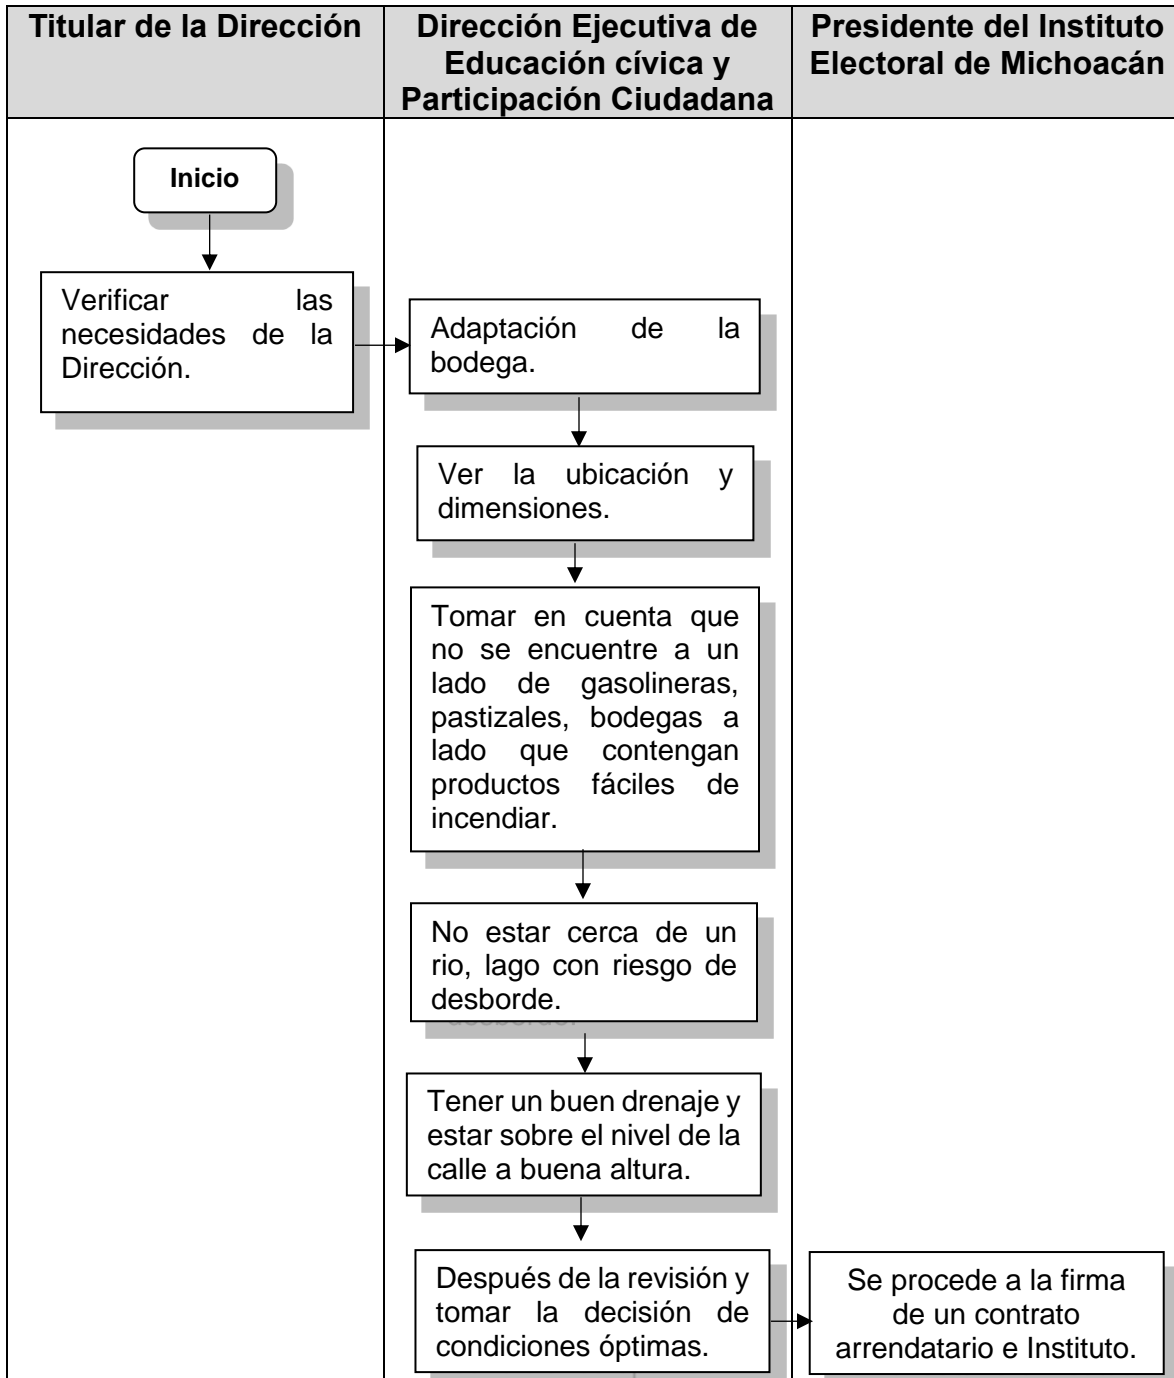 Titular de la Dirección
Dirección Ejecutiva de
Educación cívica y
Participación Ciudadana
Presidente del Instituto
Electoral de Michoacán
Inicio
Verificar las
necesidades de la
Dirección.
Adaptación de la
bodega.
Ver la ubicación y
dimensiones.
Tomar en cuenta que
no se encuentre a un
lado de gasolineras,
pastizales, bodegas a
lado que contengan
productos fáciles de
incendiar.
No estar cerca de un
rio, lago con riesgo de
desborde.
Tener un buen drenaje y
estar sobre el nivel de la
calle a buena altura.
Después de la revisión y
tomar la decisión de
condiciones óptimas.
Se procede a la firma
de un contrato
arrendatario e Instituto.